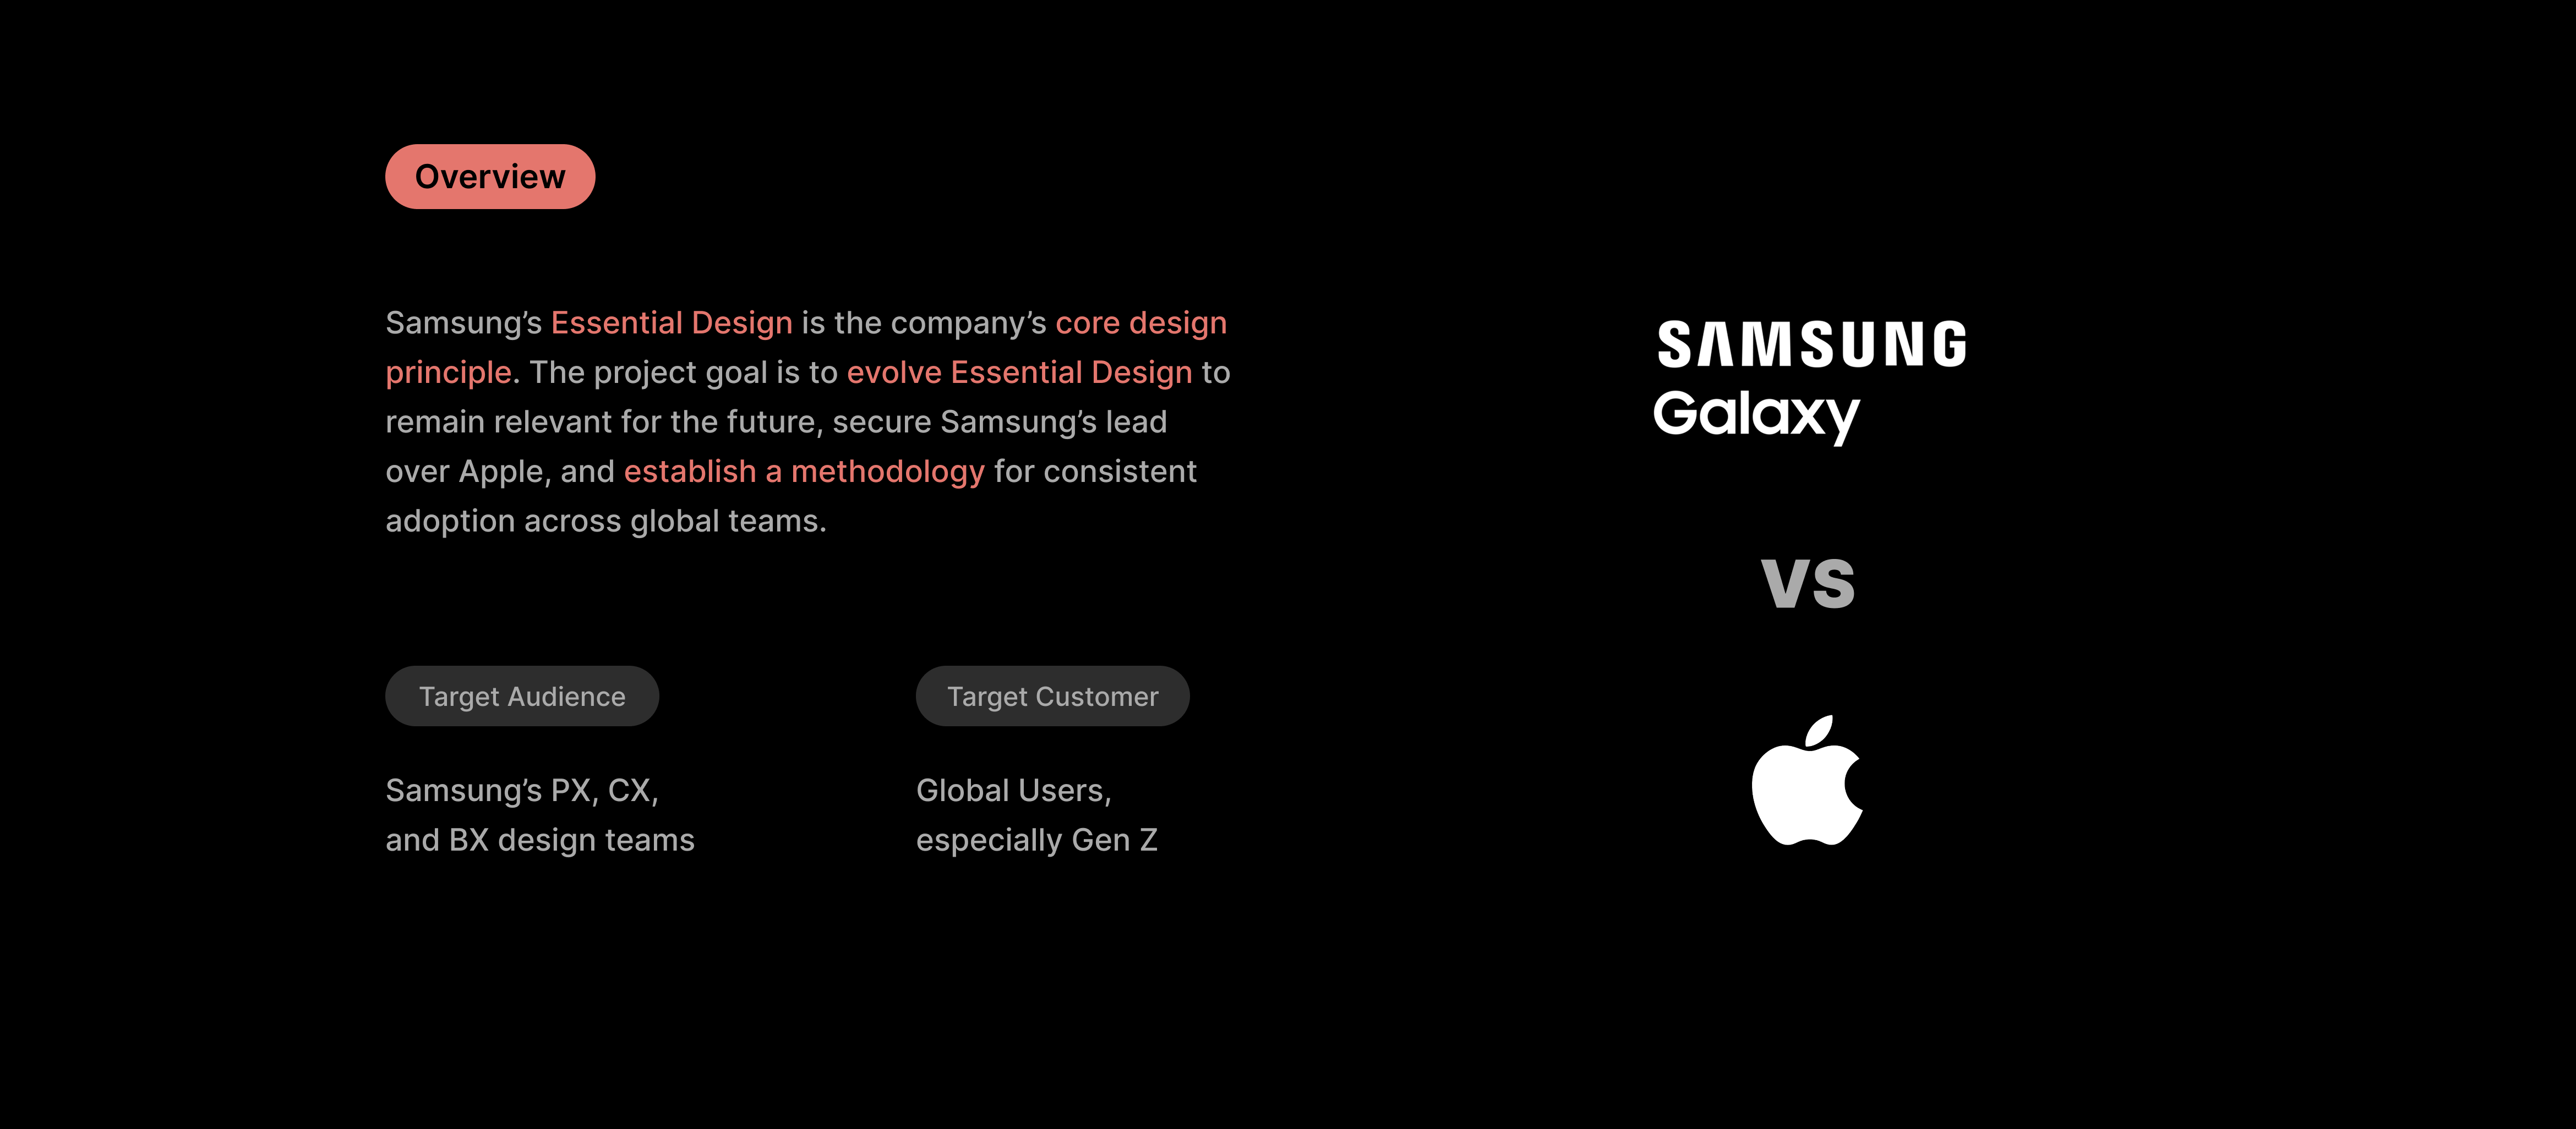 Overview
Samsung’s Essential Design is the company’s core design
principle. The project goal is to evolve Essential Design to
remain relevant for the future, secure Samsung’s lead
over Apple, and establish a methodology for consistent
adoption across global teams.
Target Audience
Samsung’s PX, CX,
and BX design teams
Target Customer
Global Users,
especially Gen Z
SAMSUNG
Galaxy
VS